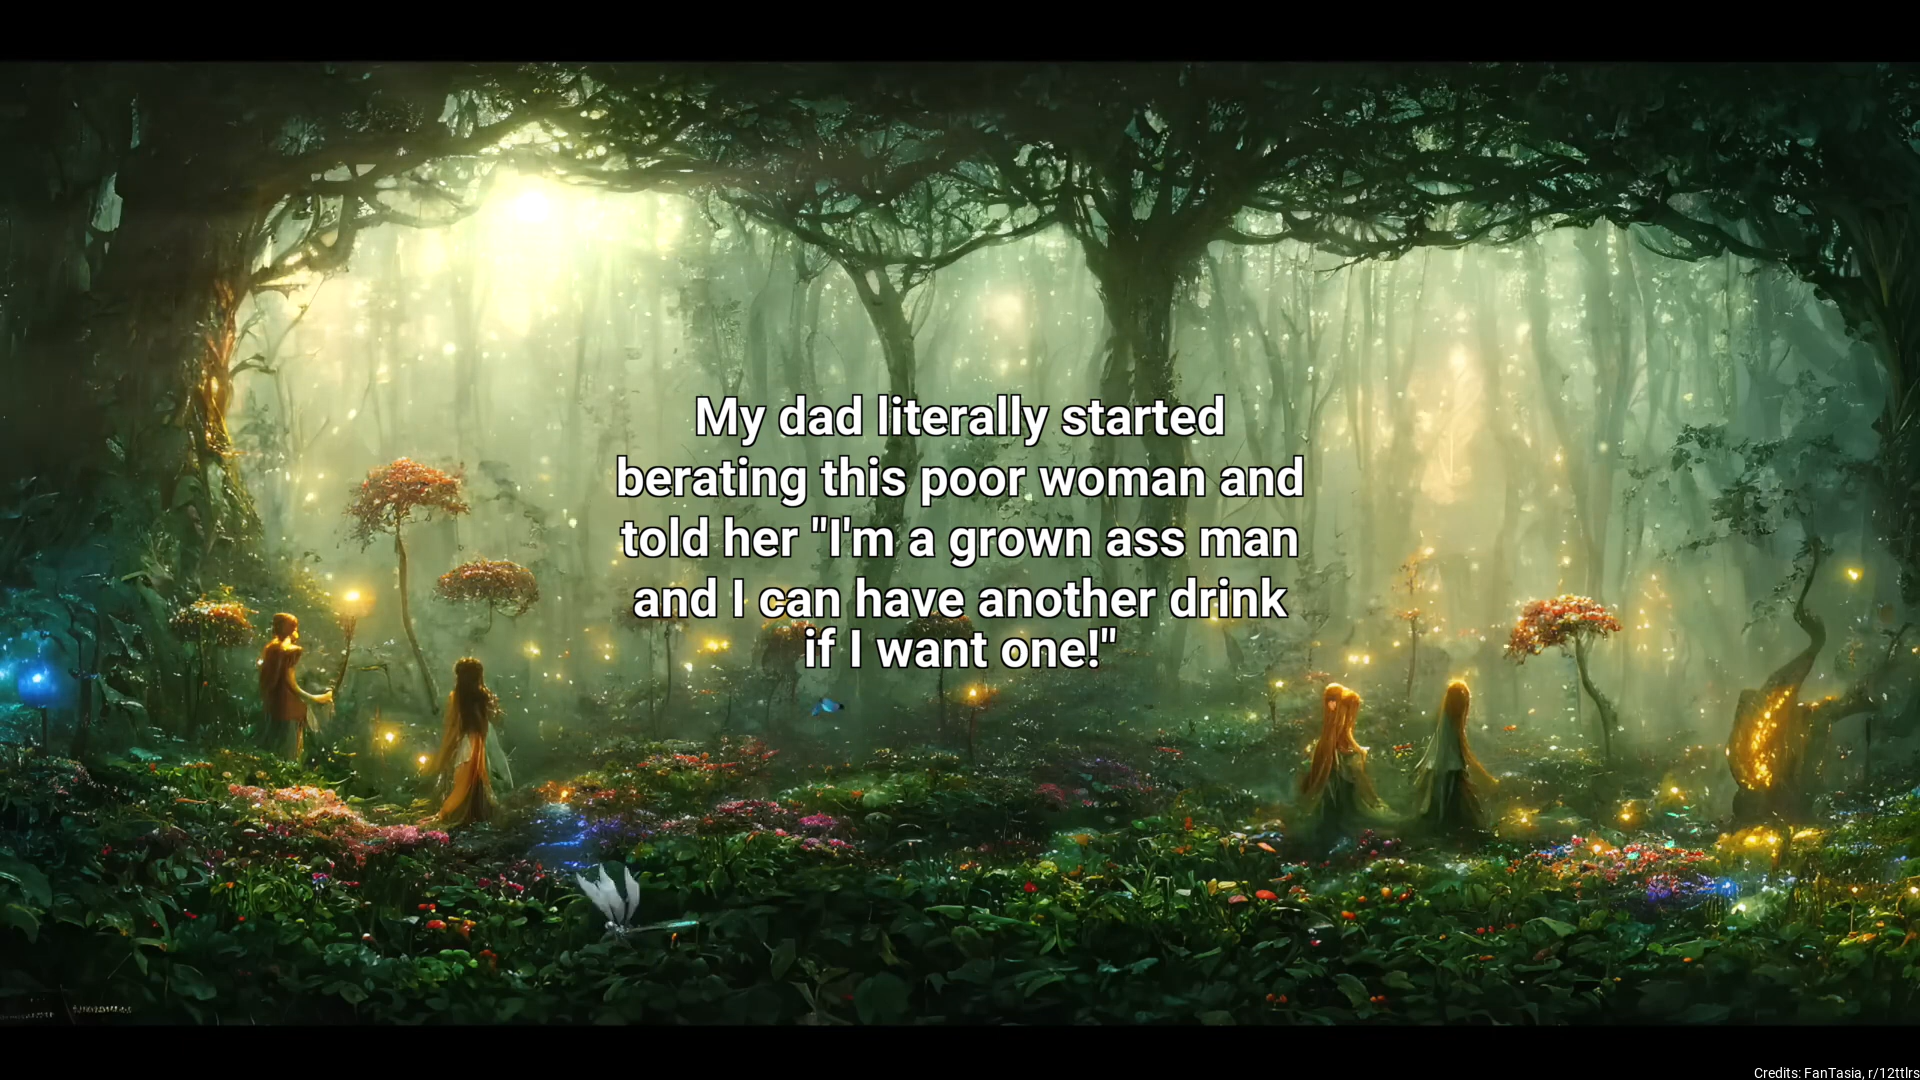 My dad literally started
berating this poor woman and
told her "I'm a grown ass man
and I can have another drink
if I want one!"
Credits: FanTasia, r/12ttlrs